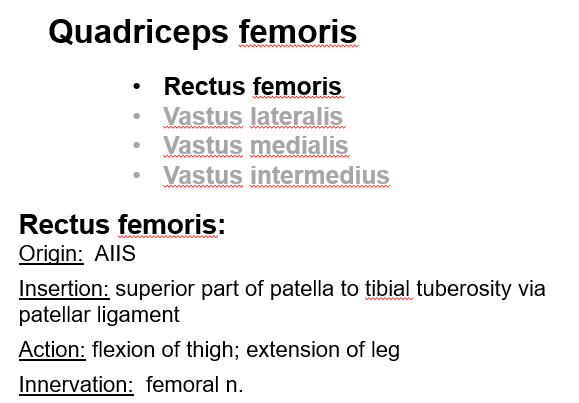 Quadriceps femoris
• Rectus femoris
• Vastus lateralis
• Vastus medialis
• Vastus intermedius
Rectus femoris:
Origin:  AIIS
Insertion: superior part of patella to tibial tuberosity via
patellar ligament
Action: flexion of thigh; extension of leg
Innervation:  femoral n.